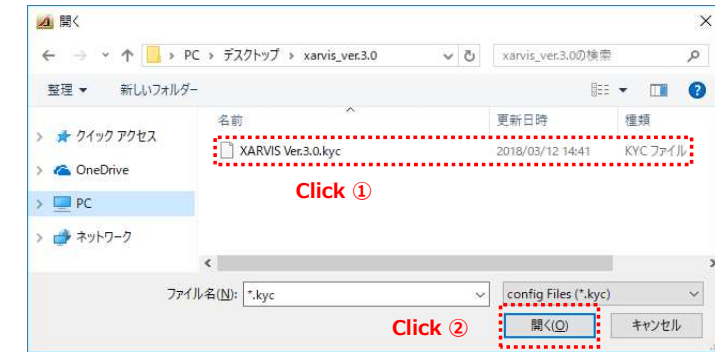 開く
PC › デスクトップ › xarvis_ver.3.0
xarvis_ver.3.0の検索
整理 新しいフォルダー
名前 更新日時 種類
クイック アクセス
XARVIS Ver.3.0.kyc 2018/03/12 14:41 KYC ファイル
OneDrive
Click ①
PC
ネットワーク
ファイル名(N): *.kyc config Files (*.kyc)
Click ② 開く(O) キャンセル